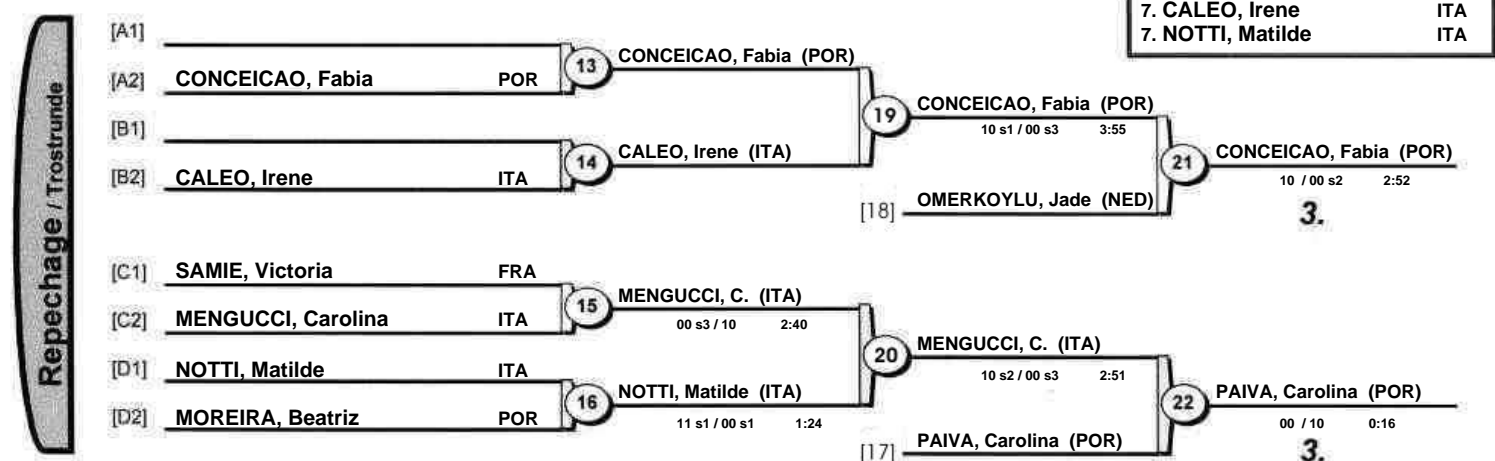 7. CALEO, Irene ITA
7. NOTTI, Matilde ITA
Repechage / Trostrunde
[A1]
[A2] CONCEICAO, Fabia POR
13
CONCEICAO, Fabia (POR)
[B1]
[B2] CALEO, Irene ITA
14
CALEO, Irene (ITA)
19
CONCEICAO, Fabia (POR)
10 s1 / 00 s3 3:55
[18] OMERKOYLU, Jade (NED)
21
CONCEICAO, Fabia (POR)
10 / 00 s2 2:52
3.
[C1] SAMIE, Victoria FRA
[C2] MENGUCCI, Carolina ITA
15
MENGUCCI, C. (ITA)
00 s3 / 10 2:40
[D1] NOTTI, Matilde ITA
[D2] MOREIRA, Beatriz POR
16
NOTTI, Matilde (ITA)
11 s1 / 00 s1 1:24
20
MENGUCCI, C. (ITA)
10 s2 / 00 s3 2:51
[17] PAIVA, Carolina (POR)
22
PAIVA, Carolina (POR)
00 / 10 0:16
3.